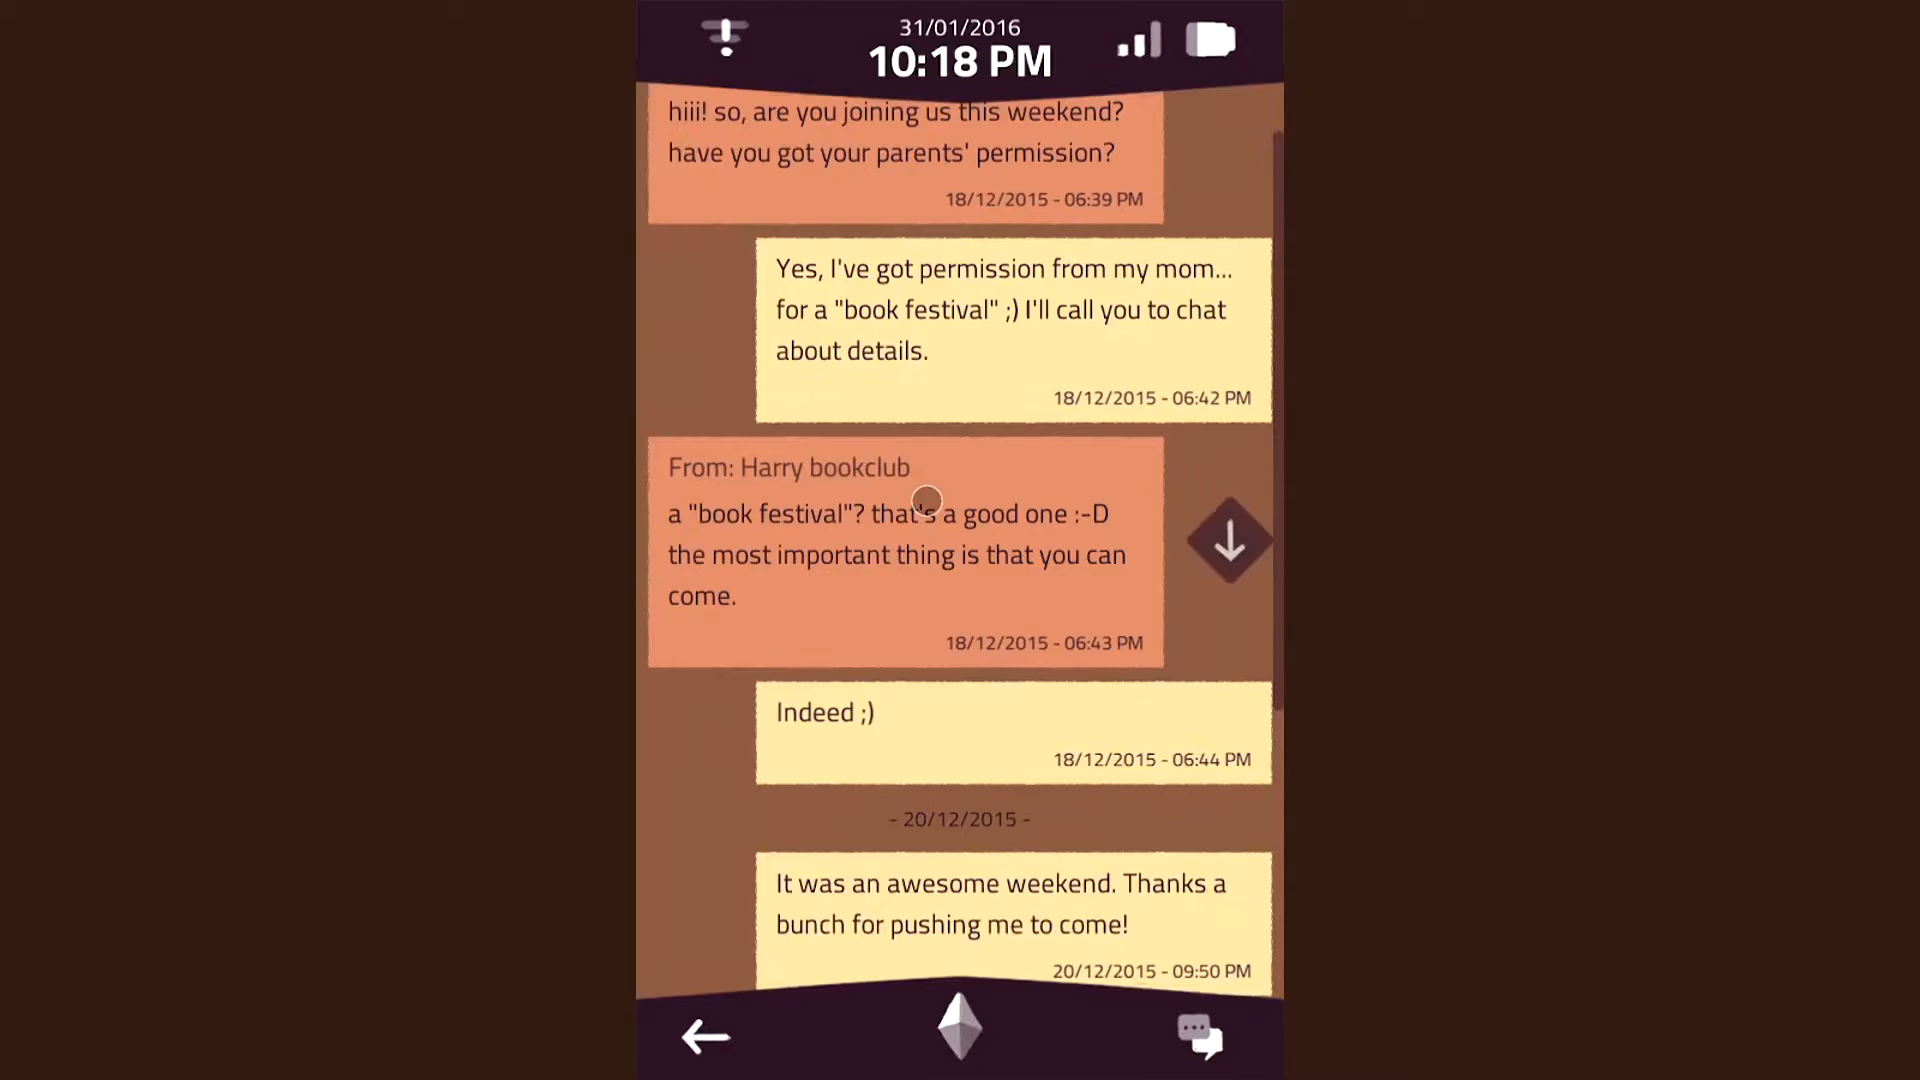 31/01/2016
10:18 PM
hiii! so, are you joining us this weekend?
have you got your parents' permission?
18/12/2015 - 06:39 PM
Yes, I've got permission from my mom...
for a "book festival" ;) I'll call you to chat
about details.
18/12/2015 - 06:42 PM
From: Harry bookclub
a "book festival"? that's a good one :-D
the most important thing is that you can
come.
18/12/2015 - 06:43 PM
Indeed ;)
18/12/2015 - 06:44 PM
- 20/12/2015 -
It was an awesome weekend. Thanks a
bunch for pushing me to come!
20/12/2015 - 09:50 PM